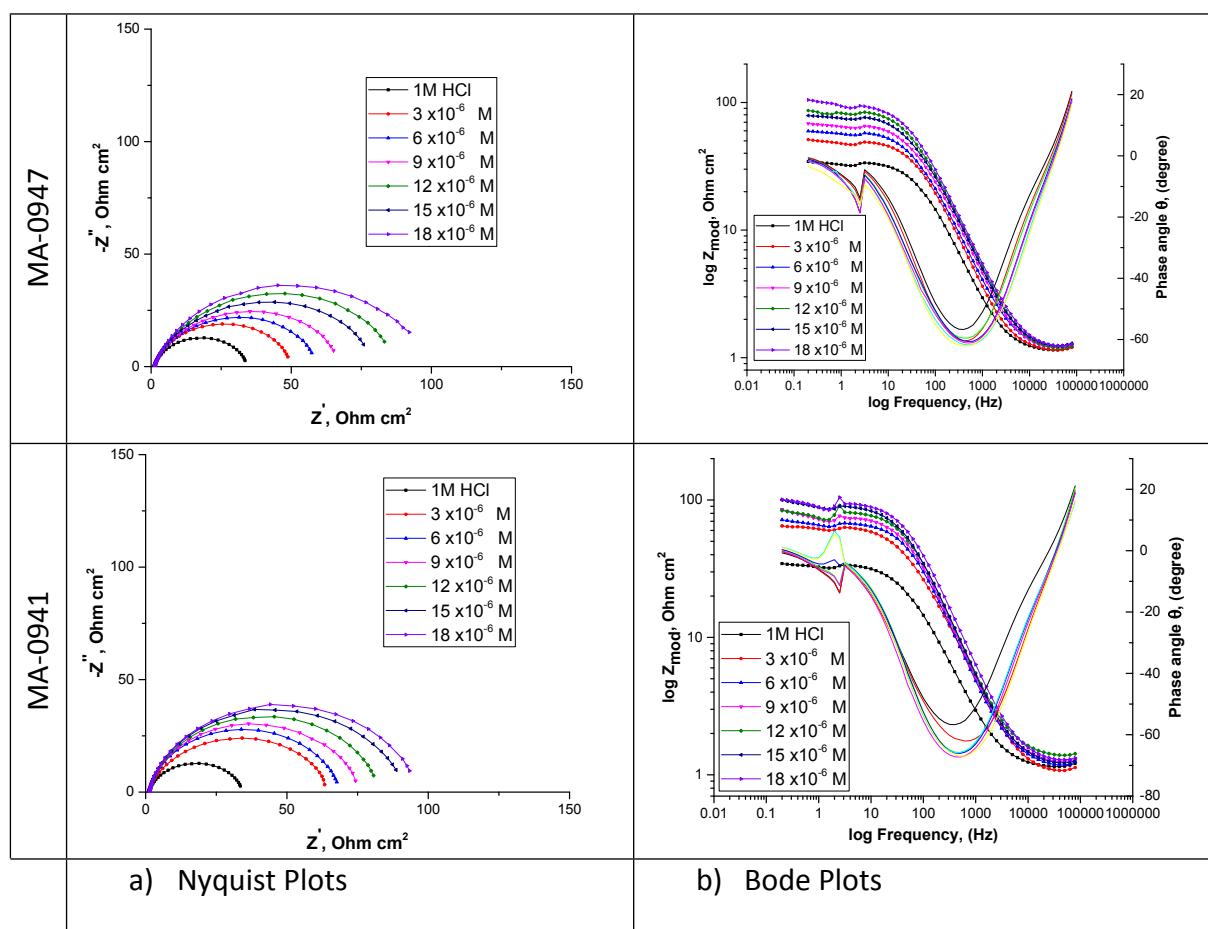 MA-0947
150
100
50
0
0
50
100
150
-Z", Ohm cm²
Z', Ohm cm²
1M HCl
3 x10⁻⁶ M
6 x10⁻⁶ M
9 x10⁻⁶ M
12 x10⁻⁶ M
15 x10⁻⁶ M
18 x10⁻⁶ M
100
10
1
log Zmod, Ohm cm²
0.01
0.1
1
10
100
1000
10000
100000
1000000
log Frequency, (Hz)
20
0
-20
-40
-60
Phase angle θ, (degree)
1M HCl
3 x10⁻⁶ M
6 x10⁻⁶ M
9 x10⁻⁶ M
12 x10⁻⁶ M
15 x10⁻⁶ M
18 x10⁻⁶ M
MA-0941
150
100
50
0
0
50
100
150
-Z", Ohm cm²
Z', Ohm cm²
1M HCl
3 x10⁻⁶ M
6 x10⁻⁶ M
9 x10⁻⁶ M
12 x10⁻⁶ M
15 x10⁻⁶ M
18 x10⁻⁶ M
100
10
1
log Zmod, Ohm cm²
0.01
0.1
1
10
100
1000
10000
100000
1000000
log Frequency, (Hz)
20
0
-20
-40
-60
-80
Phase angle θ, (degree)
1M HCl
3 x10⁻⁶ M
6 x10⁻⁶ M
9 x10⁻⁶ M
12 x10⁻⁶ M
15 x10⁻⁶ M
18 x10⁻⁶ M
a) Nyquist Plots
b) Bode Plots